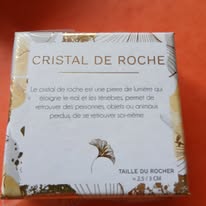 CRISTAL DE ROCHE
Le cristal de roche est une pierre de lumière qui
éloigne le mal et les ténèbres, permet de
retrouver des personnes, objets ou animaux
perdus, de se retrouver soi-même
TAILLE DU ROCHER
≈ 2,5 / 3 CM